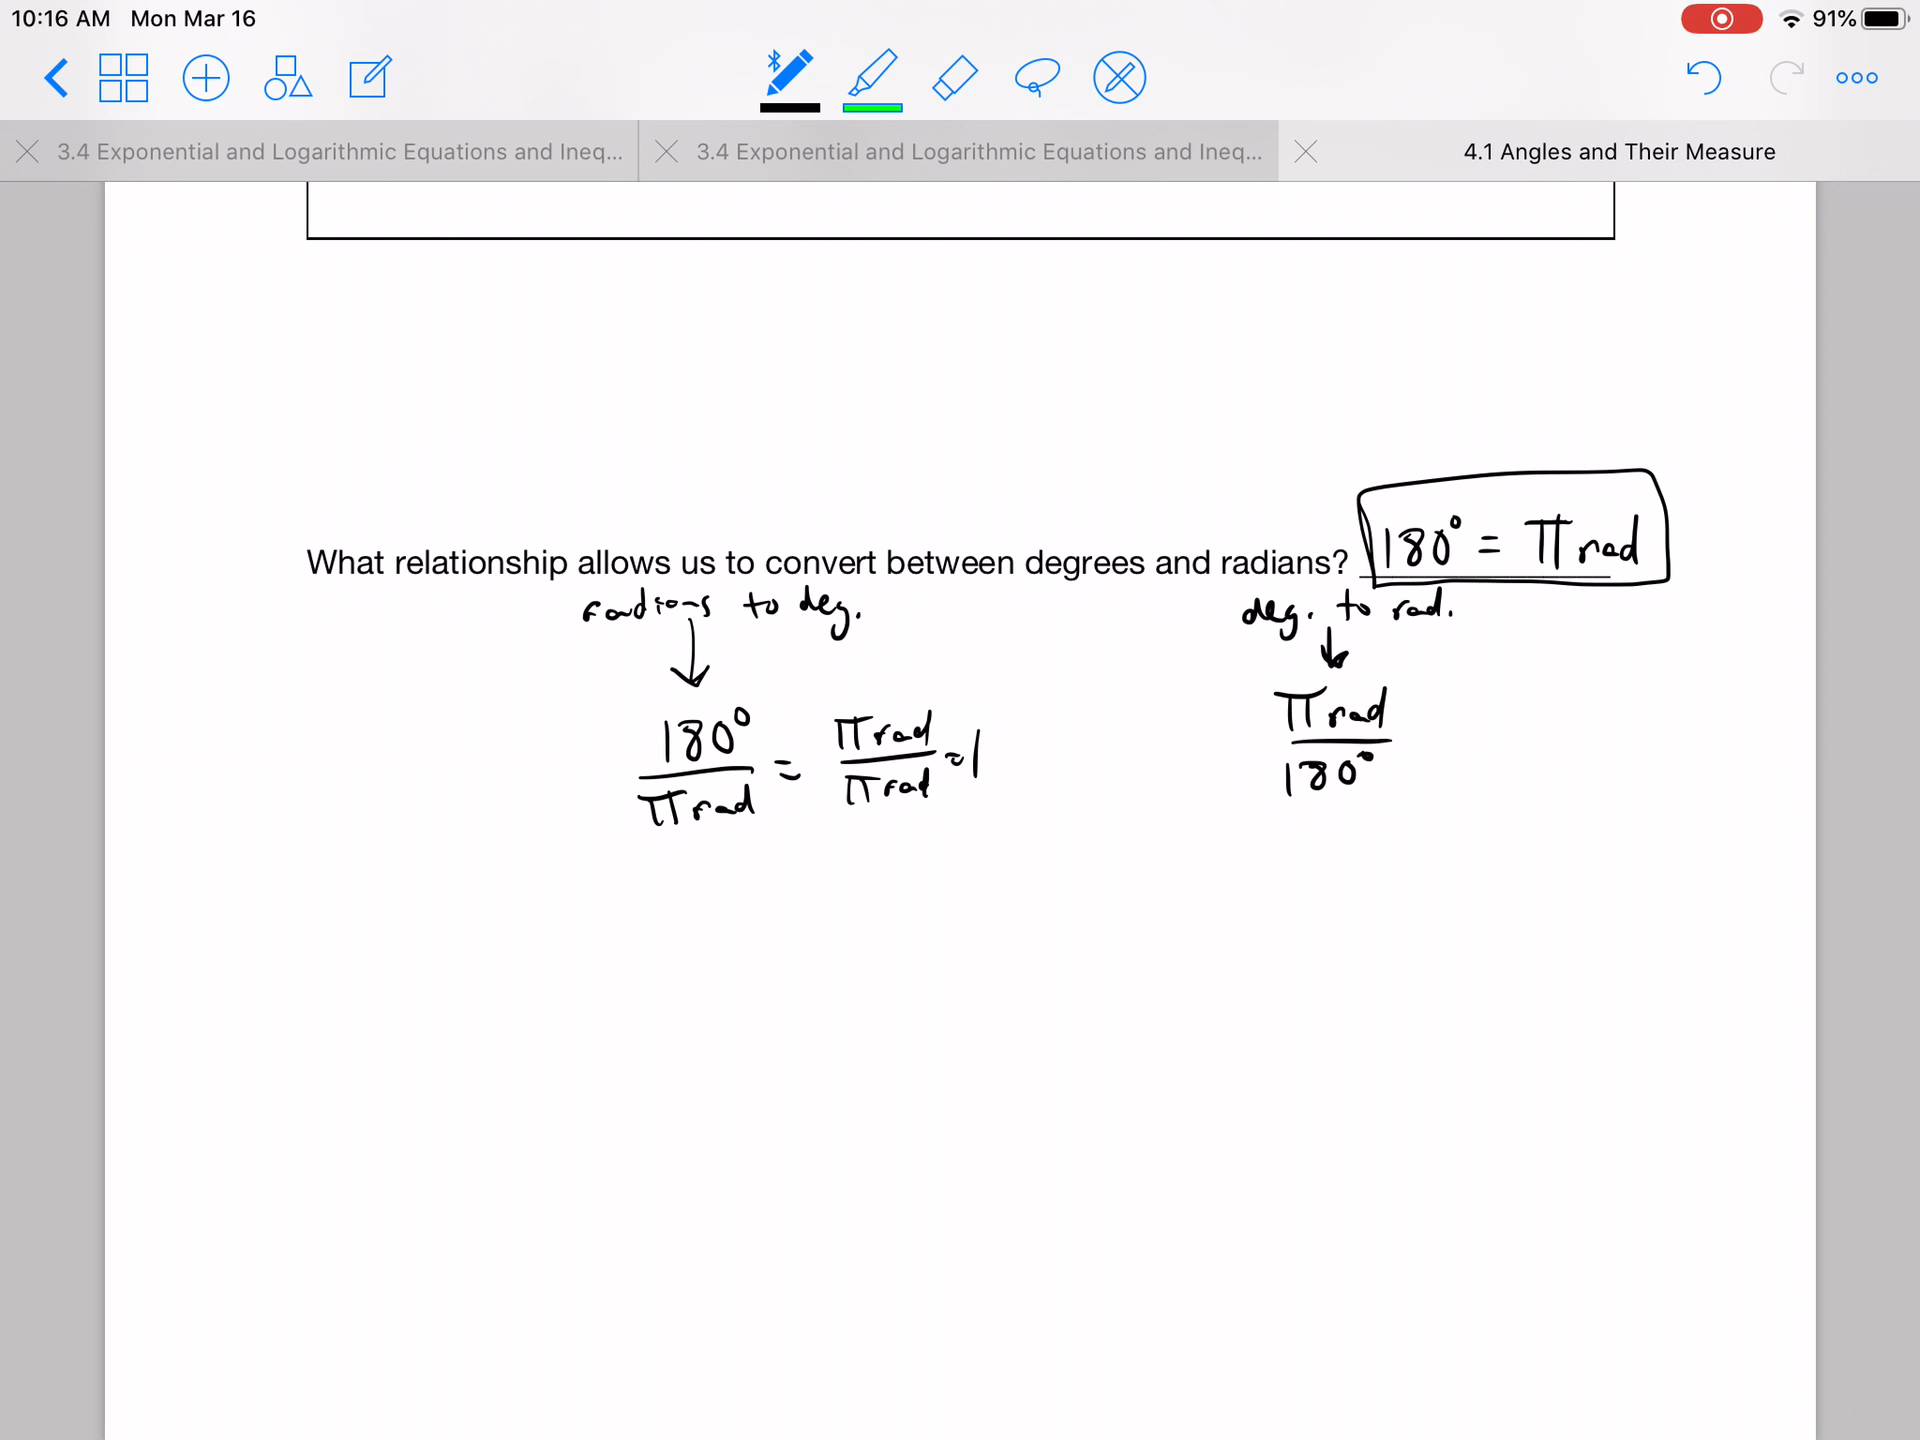 10:16 AM Mon Mar 16
91%
3.4 Exponential and Logarithmic Equations and Ineq...
3.4 Exponential and Logarithmic Equations and Ineq...
4.1 Angles and Their Measure
What relationship allows us to convert between degrees and radians? 180° = π rad
radians to deg.
deg. to rad.
180° / π rad = π rad / π rad = 1
π rad / 180°